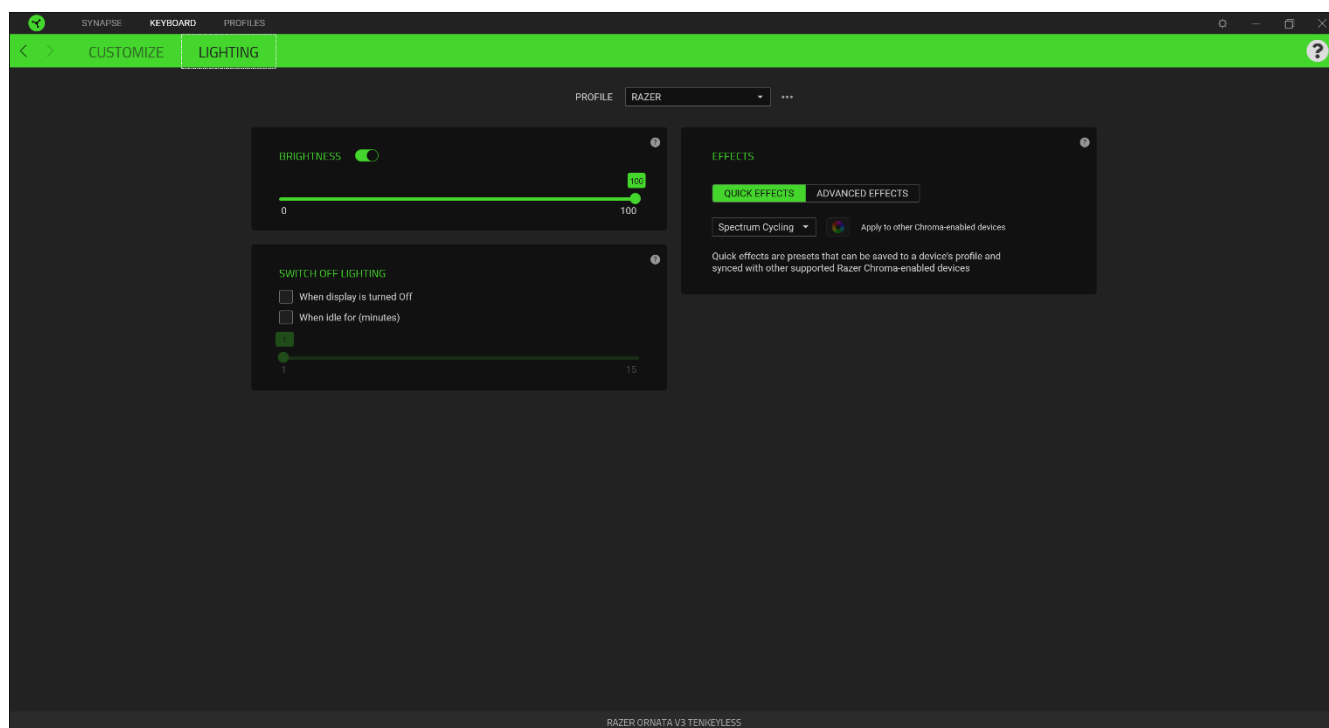 SYNAPSE KEYBOARD PROFILES
CUSTOMIZE LIGHTING
?
PROFILE RAZER
BRIGHTNESS
?
100
0 100
SWITCH OFF LIGHTING
?
When display is turned Off
When idle for (minutes)
1
1 15
EFFECTS
?
QUICK EFFECTS ADVANCED EFFECTS
Spectrum Cycling Apply to other Chroma-enabled devices
Quick effects are presets that can be saved to a device's profile and
synced with other supported Razer Chroma-enabled devices
RAZER ORNATA V3 TENKEYLESS